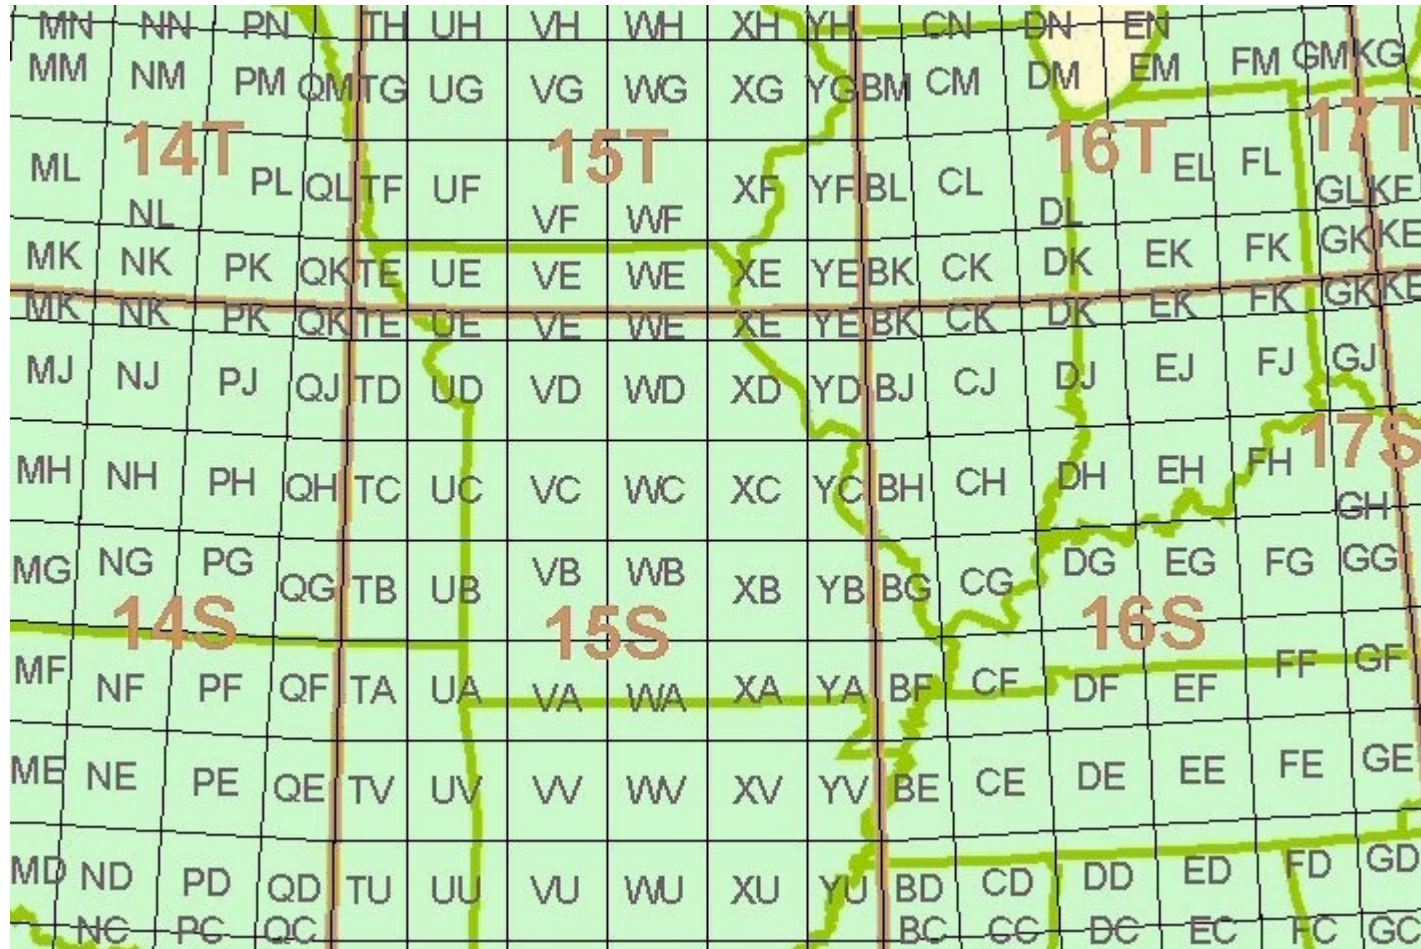 MN NN PN TH UH VH WH XH YH CN DN EN
MM NM PM QM TG UG VG WG XG YG BM CM DM EM FM GM KG
14T 15T 16T 17T
ML NL PL QL TF UF VF WF XF YF BL CL DL EL FL GL KF
MK NK PK QK TE UE VE WE XE YE BK CK DK EK FK GK KE
MK NK PK QK TE UE VE WE XE YE BK CK DK EK FK GK KE
MJ NJ PJ QJ TD UD VD WD XD YD BJ CJ DJ EJ FJ GJ
17S
MH NH PH QH TC UC VC WC XC YC BH CH DH EH FH GH
MG NG PG QG TB UB VB WB XB YB BG CG DG EG FG GG
14S 15S 16S
MF NF PF QF TA UA VA WA XA YA BF CF DF EF FF GF
ME NE PE QE TV UV VV WV XV YV BE CE DE EE FE GE
MD ND PD QD TU UU VU WU XU YU BD CD DD ED FD GD
NC PC QC BC CC DC EC FC GC